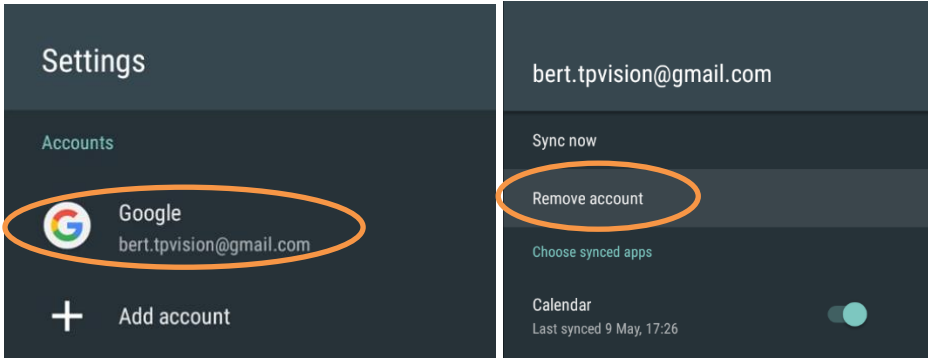 Settings
Accounts
Google
bert.tpvision@gmail.com
Add account
bert.tpvision@gmail.com
Sync now
Remove account
Choose synced apps
Calendar
Last synced 9 May, 17:26